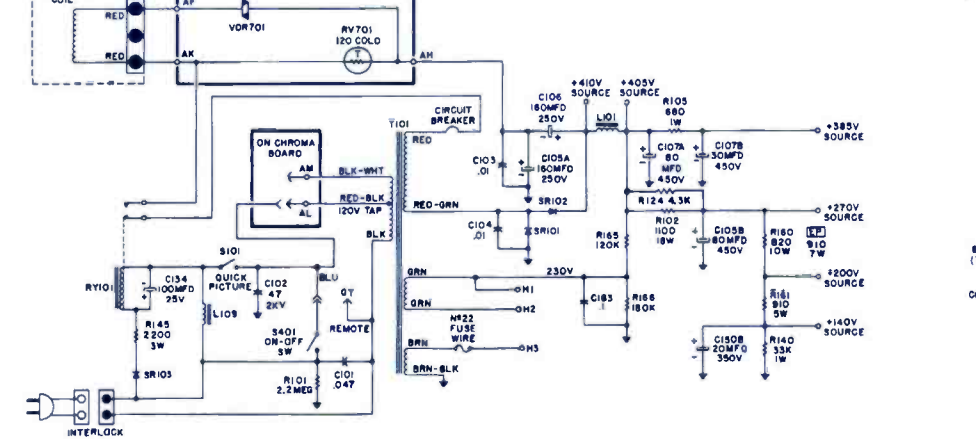 COIL
RED
AP
VDR701
RV701
120 COLD
T
RED
AK
AH
CIRCUIT
BREAKER
T101
RED
ON CHROMA
BOARD
AM
BLK-WHT
RED-BLK
120V TAP
AL
BLK
RED-GRN
C106
160MFD
250V
+410V
SOURCE
+405V
SOURCE
L101
R105
680
1W
+385V
SOURCE
C103
.01
C105A
160MFD
250V
C107A
80
MFD
450V
C107B
30MFD
450V
R124 4.3K
SR102
R102
1100
18W
+270V
SOURCE
C104
.01
SR101
R165
120K
C105B
80MFD
450V
R160
820
10W
EP
910
7W
S101
QUICK
PICTURE
RY101
C134
100MFD
25V
C102
47
2KV
BLU
GT
REMOTE
GRN
230V
H1
GRN
H2
C183
.1
R166
180K
+200V
SOURCE
R161
910
5W
L109
R145
2200
3W
S401
ON-OFF
SW
Nº22
FUSE
WIRE
BRN
H3
BRN-BLK
+140V
SOURCE
C150B
20MFD
350V
R140
33K
1W
SR103
R101
2.2MEG
C101
.047
INTERLOCK